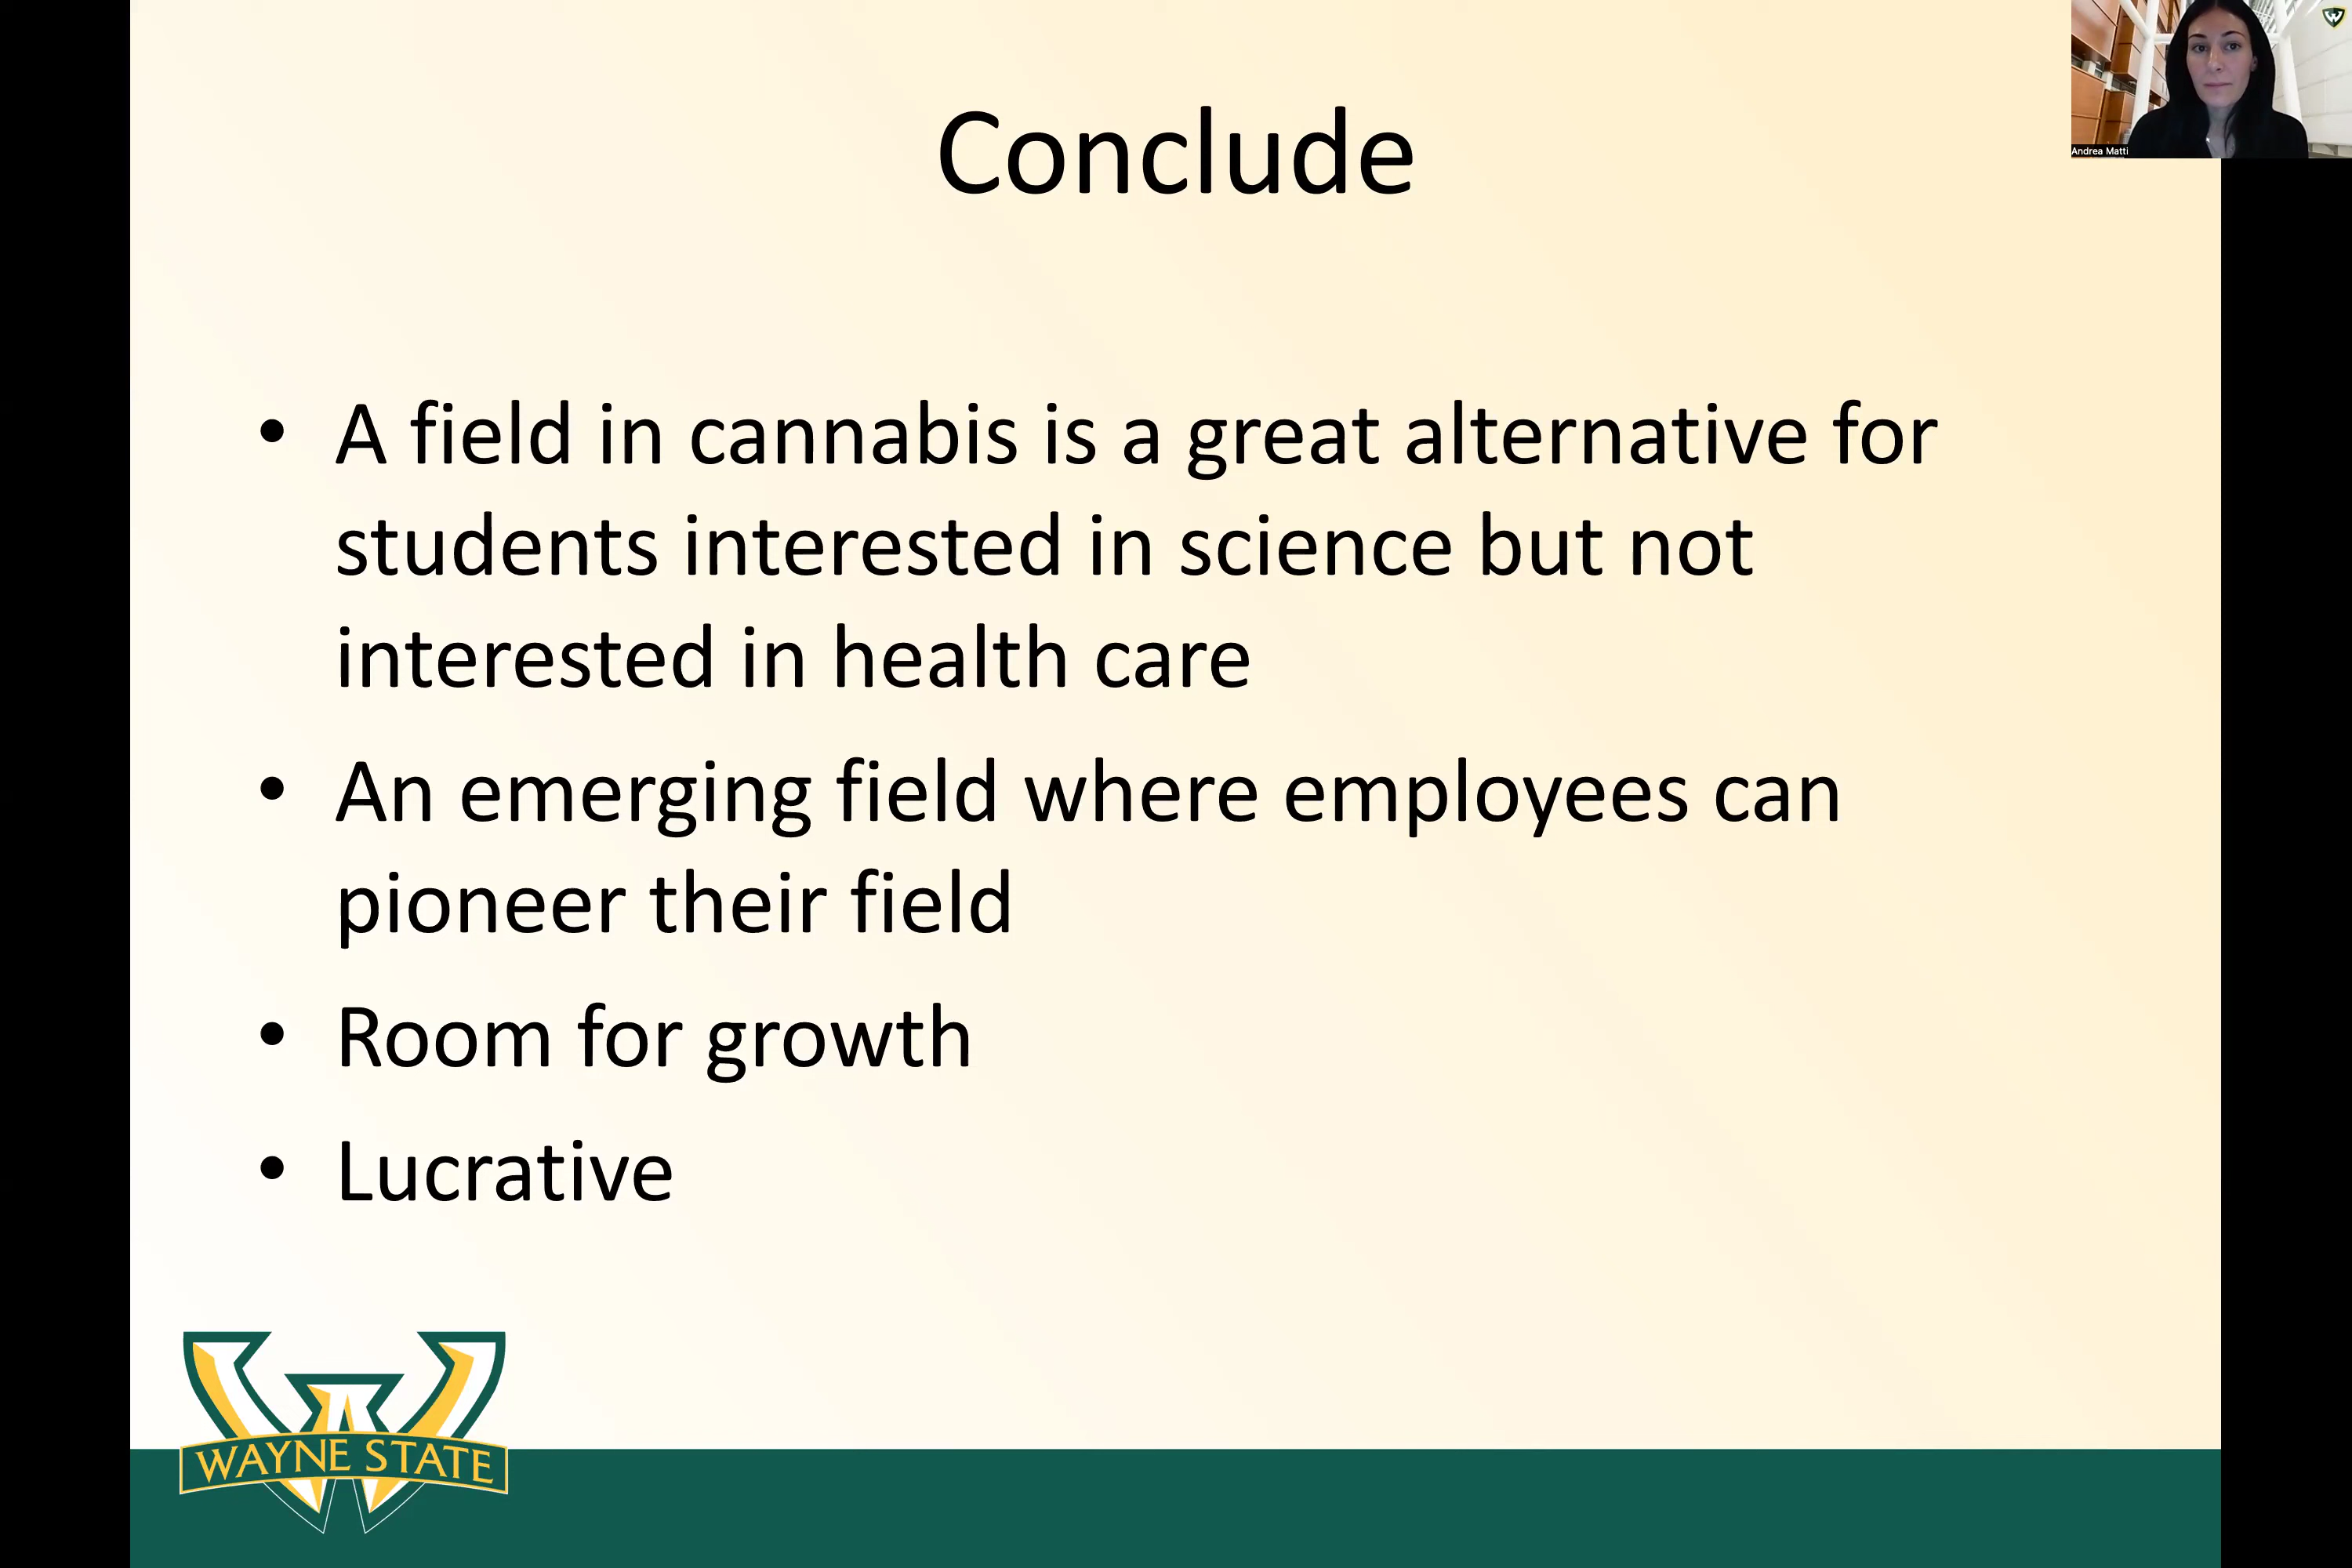 Conclude
Andrea Matti
• A field in cannabis is a great alternative for
students interested in science but not
interested in health care
• An emerging field where employees can
pioneer their field
• Room for growth
• Lucrative
WAYNE STATE